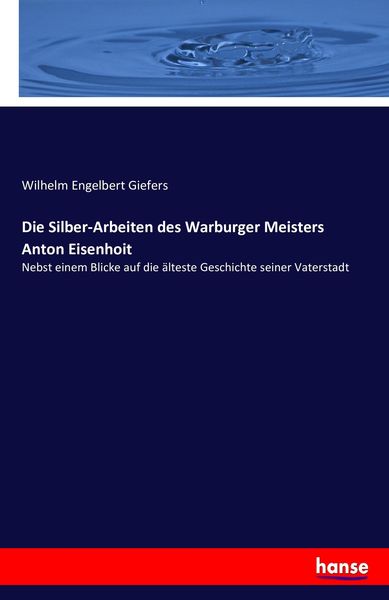 Wilhelm Engelbert Giefers
Die Silber-Arbeiten des Warburger Meisters
Anton Eisenhoit
Nebst einem Blicke auf die älteste Geschichte seiner Vaterstadt
hanse